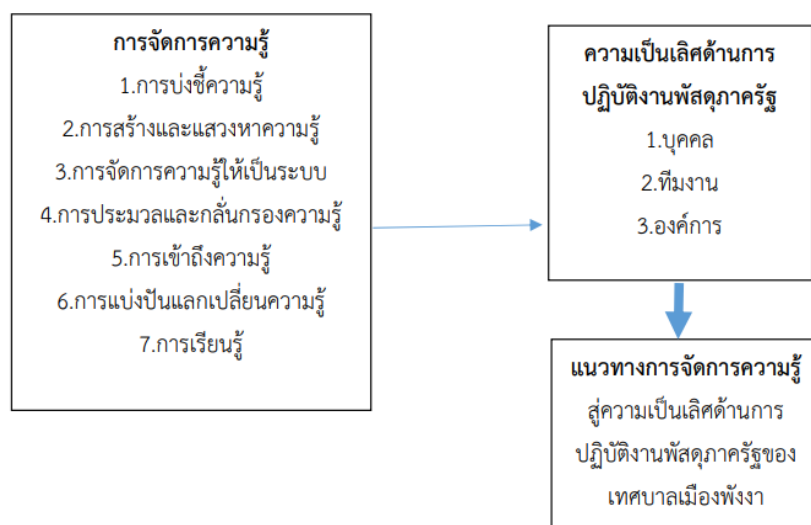 การจัดการความรู้
1.การบ่งชี้ความรู้
2.การสร้างและแสวงหาความรู้
3.การจัดการความรู้ให้เป็นระบบ
4.การประมวลและกลั่นกรองความรู้
5.การเข้าถึงความรู้
6.การแบ่งปันแลกเปลี่ยนความรู้
7.การเรียนรู้
ความเป็นเลิศด้านการ
ปฏิบัติงานพัสดุภาครัฐ
1.บุคคล
2.ทีมงาน
3.องค์การ
แนวทางการจัดการความรู้
สู่ความเป็นเลิศด้านการ
ปฏิบัติงานพัสดุภาครัฐของ
เทศบาลเมืองพังงา